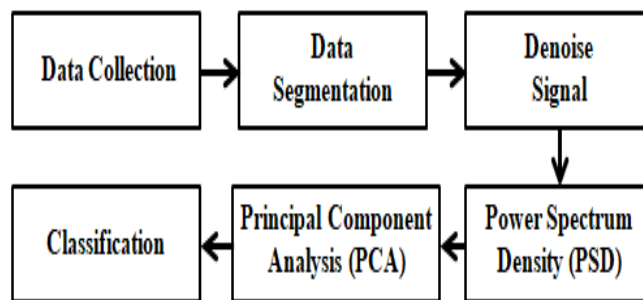 Data Collection
Data
Segmentation
Denoise
Signal
Power Spectrum
Density (PSD)
Principal Component
Analysis (PCA)
Classification